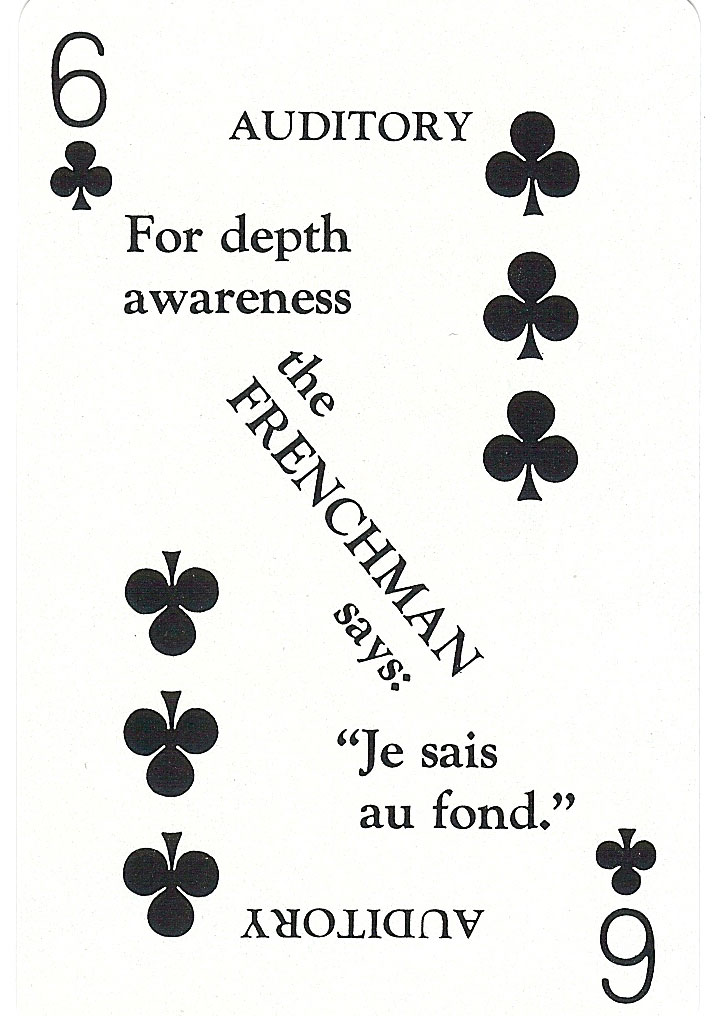 6
AUDITORY
For depth
awareness
the
FRENCHMAN
says:
“Je sais
au fond.”
AUDITORY
6